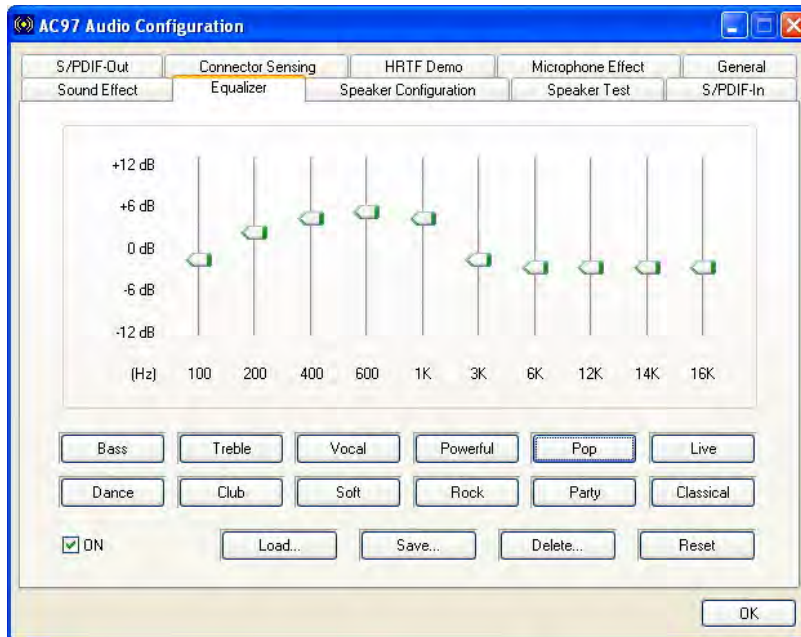 AC97 Audio Configuration
S/PDIF-Out Connector Sensing HRTF Demo Microphone Effect General
Sound Effect Equalizer Speaker Configuration Speaker Test S/PDIF-In
+12 dB
+6 dB
0 dB
-6 dB
-12 dB
(Hz) 100 200 400 600 1K 3K 6K 12K 14K 16K
Bass Treble Vocal Powerful Pop Live
Dance Club Soft Rock Party Classical
ON Load... Save... Delete... Reset
OK